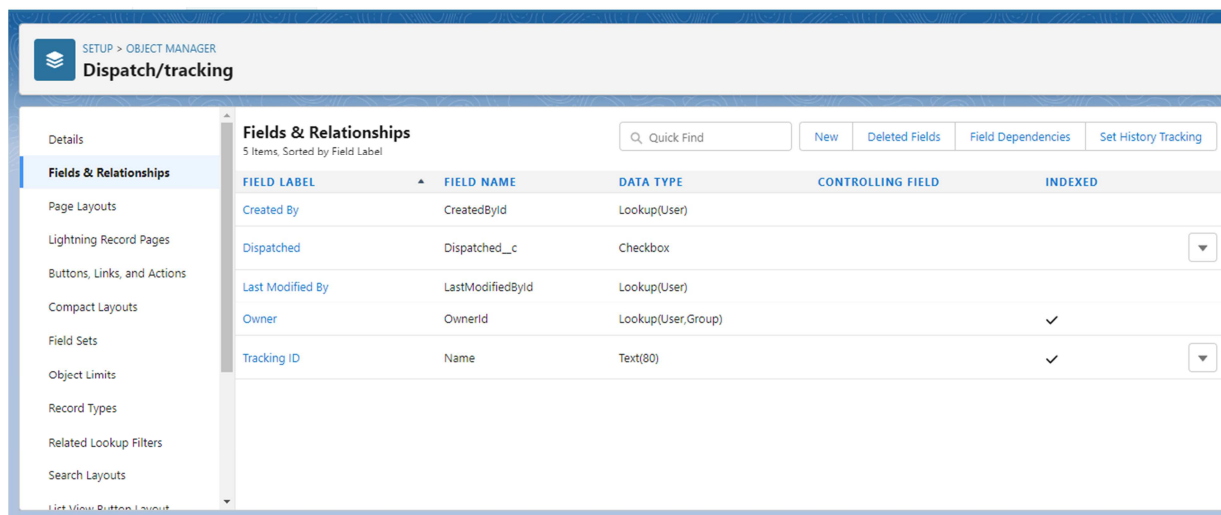 SETUP > OBJECT MANAGER
Dispatch/tracking
Details
Fields & Relationships
Page Layouts
Lightning Record Pages
Buttons, Links, and Actions
Compact Layouts
Field Sets
Object Limits
Record Types
Related Lookup Filters
Search Layouts
List View Button Layout
Fields & Relationships
5 Items, Sorted by Field Label
Quick Find
New Deleted Fields Field Dependencies Set History Tracking
FIELD LABEL FIELD NAME DATA TYPE CONTROLLING FIELD INDEXED
Created By CreatedById Lookup(User)
Dispatched Dispatched__c Checkbox
Last Modified By LastModifiedById Lookup(User)
Owner OwnerId Lookup(User,Group)
Tracking ID Name Text(80)